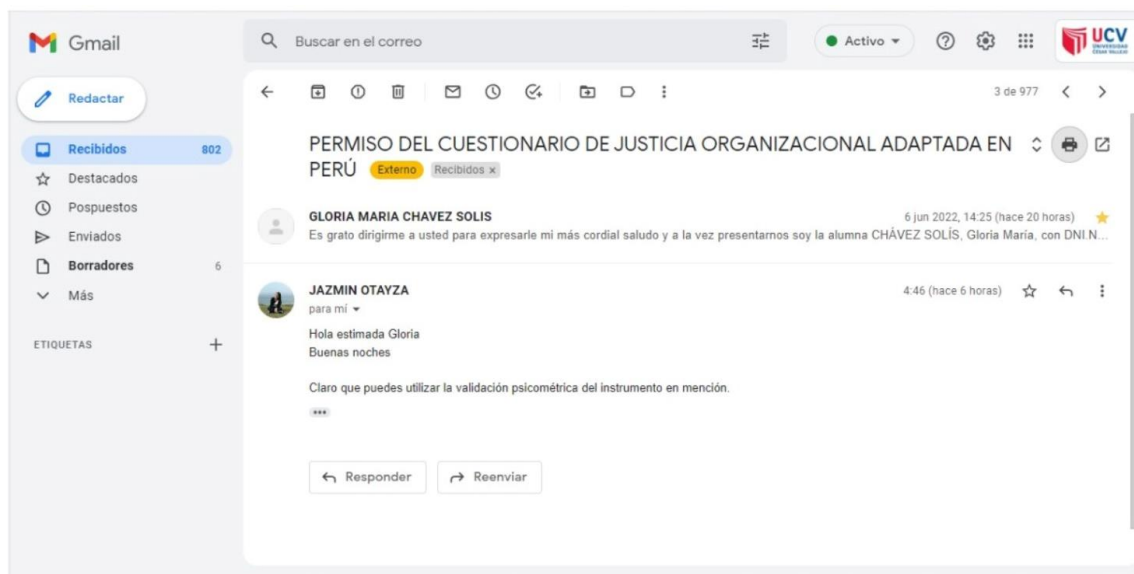 Gmail
Buscar en el correo
Activo
UCV
UNIVERSIDAD
CÉSAR VALLEJO
Redactar
3 de 977
Recibidos 802
Destacados
Pospuestos
Enviados
Borradores 6
Más
ETIQUETAS
PERMISO DEL CUESTIONARIO DE JUSTICIA ORGANIZACIONAL ADAPTADA EN
PERÚ Externo Recibidos x
GLORIA MARIA CHAVEZ SOLIS 6 jun 2022, 14:25 (hace 20 horas)
Es grato dirigirme a usted para expresarle mi más cordial saludo y a la vez presentarnos soy la alumna CHÁVEZ SOLÍS, Gloria María, con DNI.N...
JAZMIN OTAYZA 4:46 (hace 6 horas)
para mí
Hola estimada Gloria
Buenas noches
Claro que puedes utilizar la validación psicométrica del instrumento en mención.
Responder Reenviar